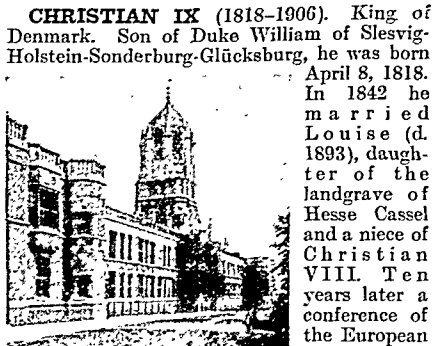 CHRISTIAN IX (1818-1906). King of
Denmark. Son of Duke William of Slesvig-
Holstein-Sonderburg-Glücksburg, he was born
April 8, 1818.
In 1842 he
married
Louise (d.
1893), daugh-
ter of the
landgrave of
Hesse Cassel
and a niece of
Christian
VIII. Ten
years later a
conference of
the European